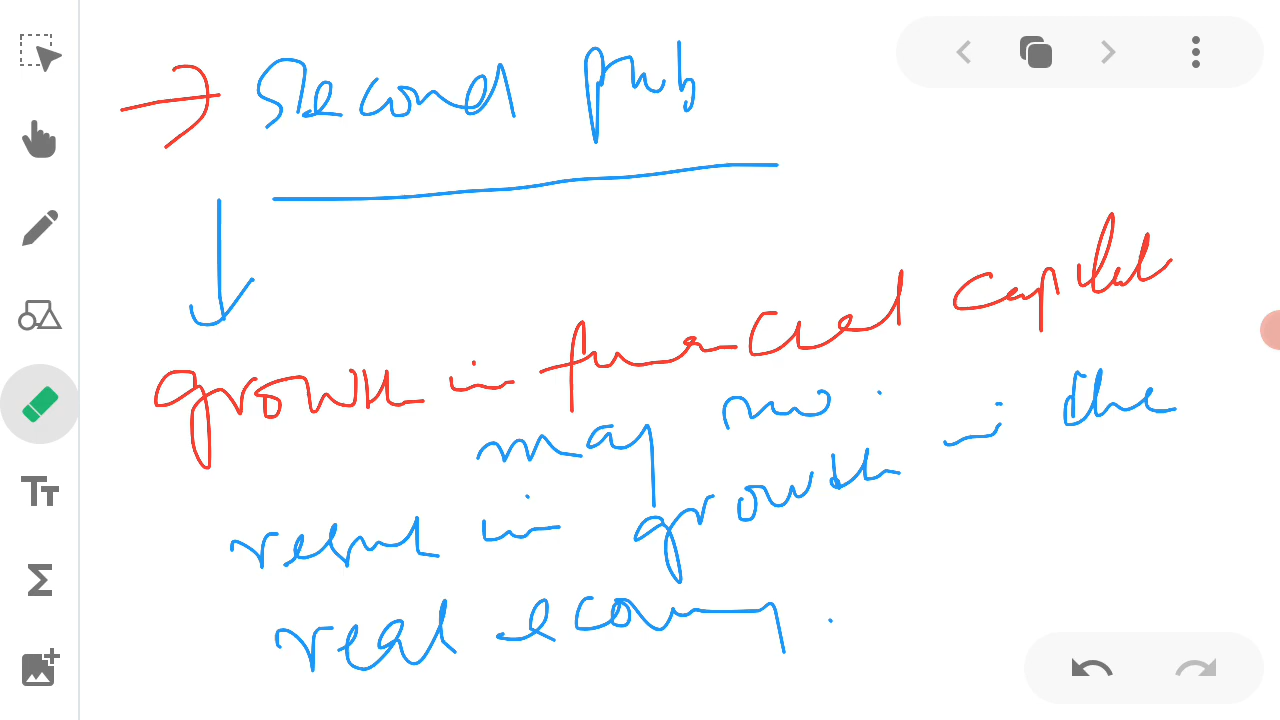 → Second prob
growth in financial capital
may not
result in growth in the
real economy.